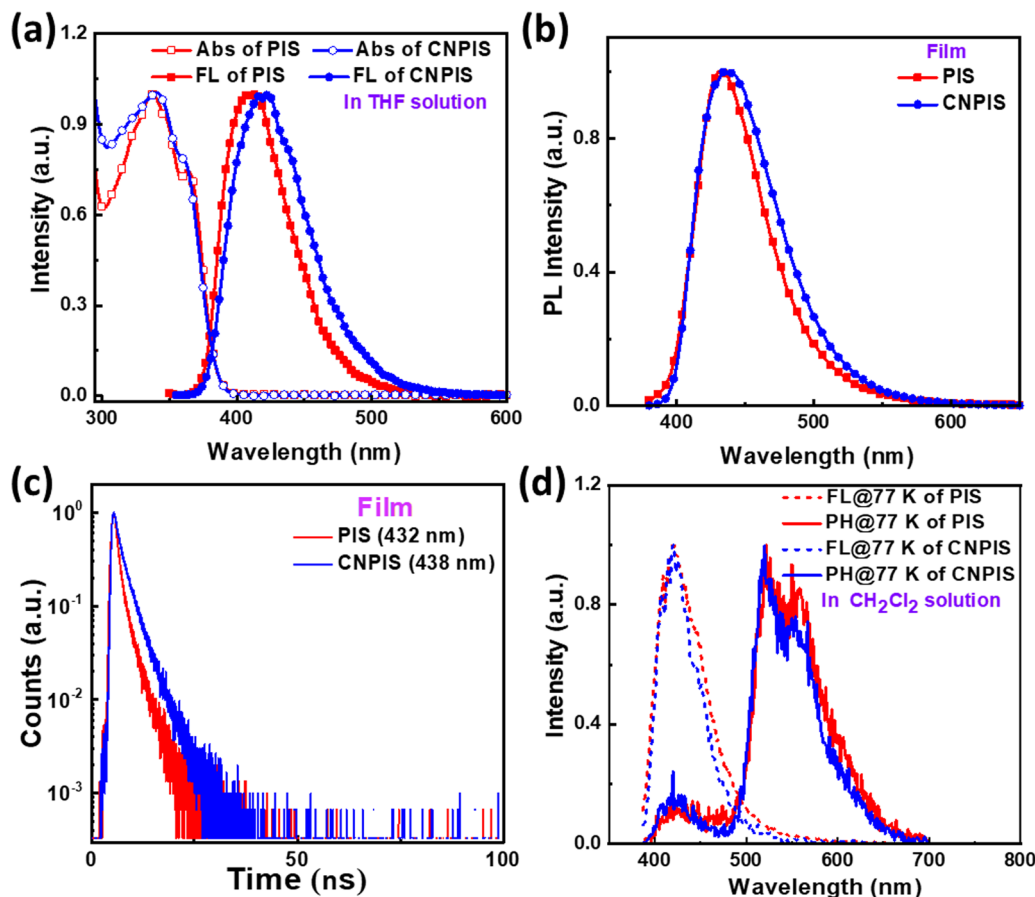 (a)
1.2
0.9
0.6
0.3
0.0
Intensity (a.u.)
Abs of PIS
Abs of CNPIS
FL of PIS
FL of CNPIS
In THF solution
300 400 500 600
Wavelength (nm)
(b)
0.8
0.4
0.0
PL Intensity (a.u.)
Film
PIS
CNPIS
400 500 600
Wavelength (nm)
(c)
10⁰
10⁻¹
10⁻²
10⁻³
Counts (a.u.)
Film
PIS (432 nm)
CNPIS (438 nm)
0 50 100
Time (ns)
(d)
1.2
0.8
0.4
0.0
Intensity (a.u.)
FL@77 K of PIS
PH@77 K of PIS
FL@77 K of CNPIS
PH@77 K of CNPIS
In CH₂Cl₂ solution
400 500 600 700 800
Wavelength (nm)